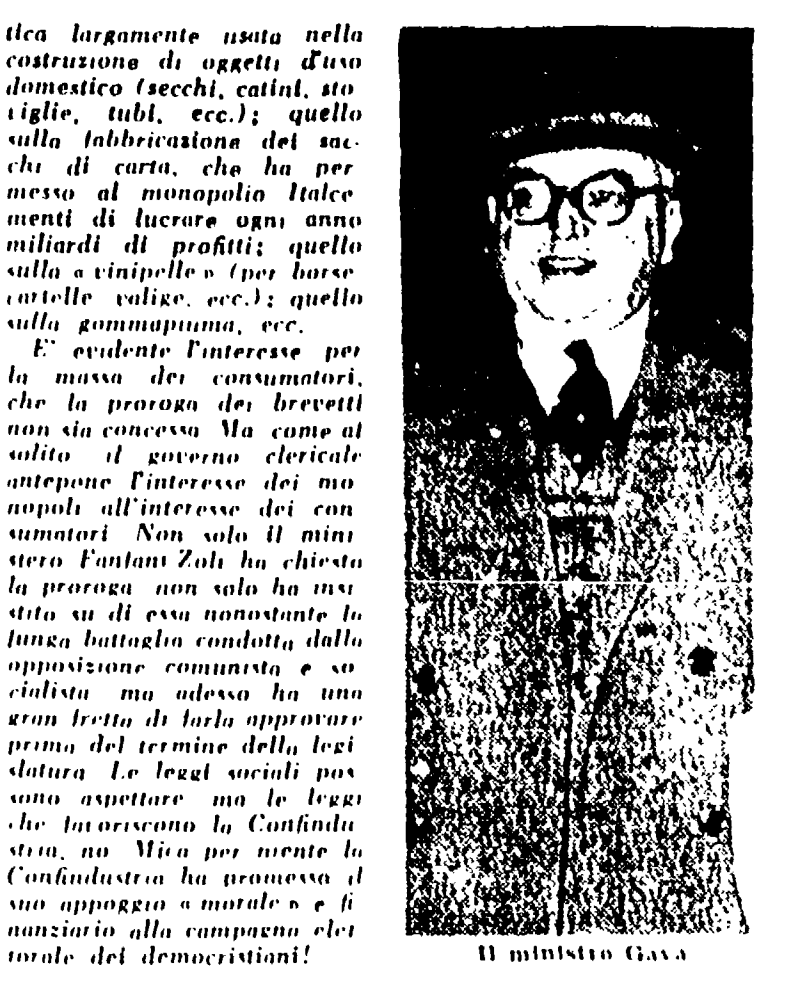 tica largamente usata nella
costruzione di oggetti d'uso
domestico (secchi, catini, sto
viglie, tubi, ecc.); quello
sulla fabbricazione dei sac-
chi di carta, che ha per
messo al monopolio Italce
menti di lucrare ogni anno
miliardi di profitti; quello
sulla « vinipelle » (per borse
cartelle valige, ecc.); quello
sulla gommapiuma, ecc.
E' evidente l'interesse per
la massa dei consumatori,
che la proroga dei brevetti
non sia concessa Ma come al
solito il governo clericale
antepone l'interesse dei mo
nopoli all'interesse dei con
sumatori Non solo il mini
stero Fanfani Zoli ha chiesto
la proroga non solo ha insi
stito su di essa nonostante la
lunga battaglia condotta dalla
opposizione comunista e so
cialista ma adesso ha una
gran fretta di farla approvare
prima del termine della legi
slatura Le leggi sociali pos
sono aspettare ma le leggi
che favoriscono la Confindu
stria, no Mica per niente la
Confindustria ha promesso il
suo appoggio « morale » e fi
nanziario alla campagna elet
torale dei democristiani!
Il ministro Gava